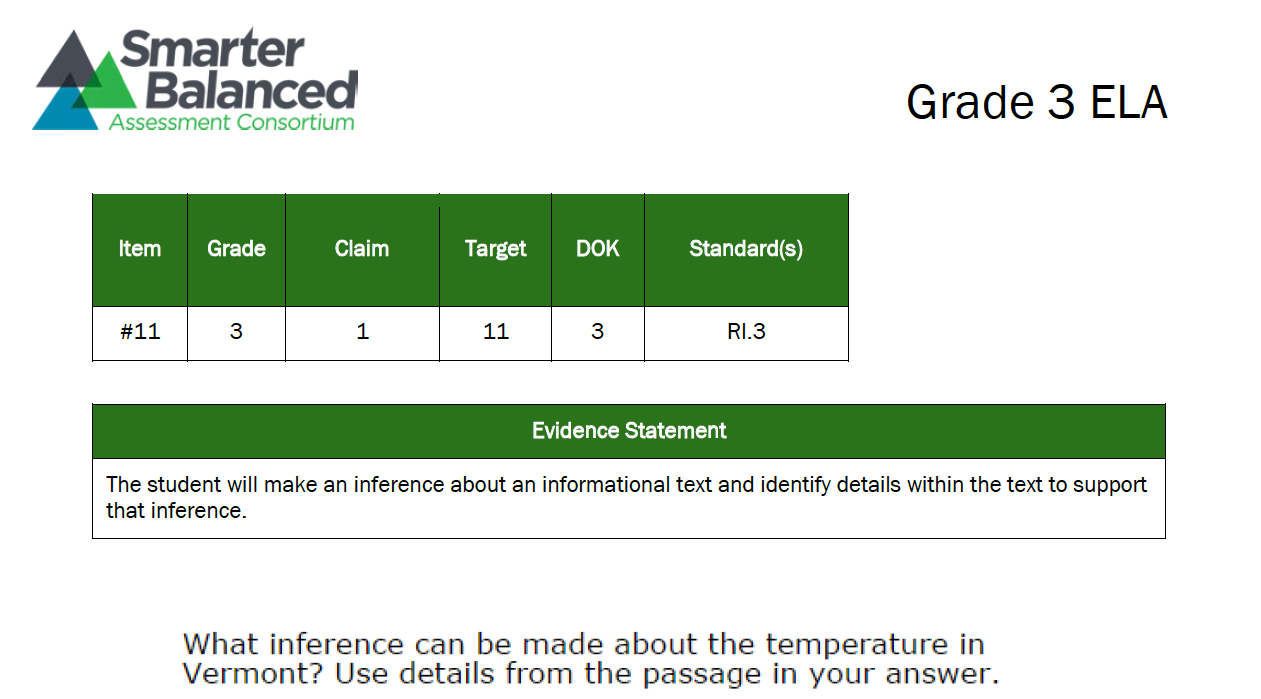 Smarter
Balanced
Assessment Consortium
Grade 3 ELA
Item Grade Claim Target DOK Standard(s)
#11 3 1 11 3 RI.3
Evidence Statement
The student will make an inference about an informational text and identify details within the text to support
that inference.
What inference can be made about the temperature in
Vermont? Use details from the passage in your answer.